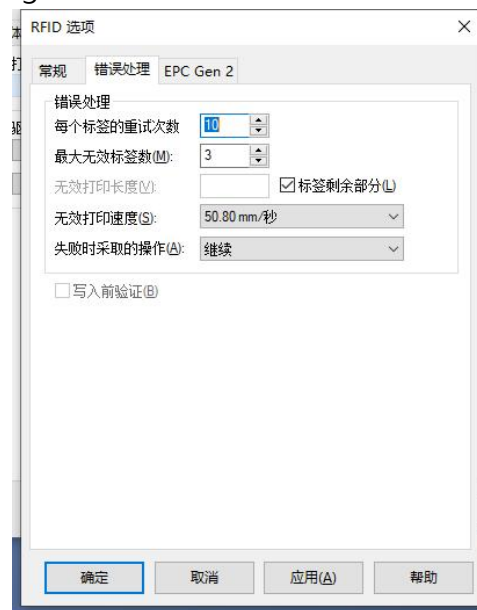 RFID 选项
常规 错误处理 EPC Gen 2
错误处理
每个标签的重试次数 10
最大无效标签数(M): 3
无效打印长度(V): 标签剩余部分(L)
无效打印速度(S): 50.80 mm/秒
失败时采取的操作(A): 继续
写入前验证(B)
确定 取消 应用(A) 帮助